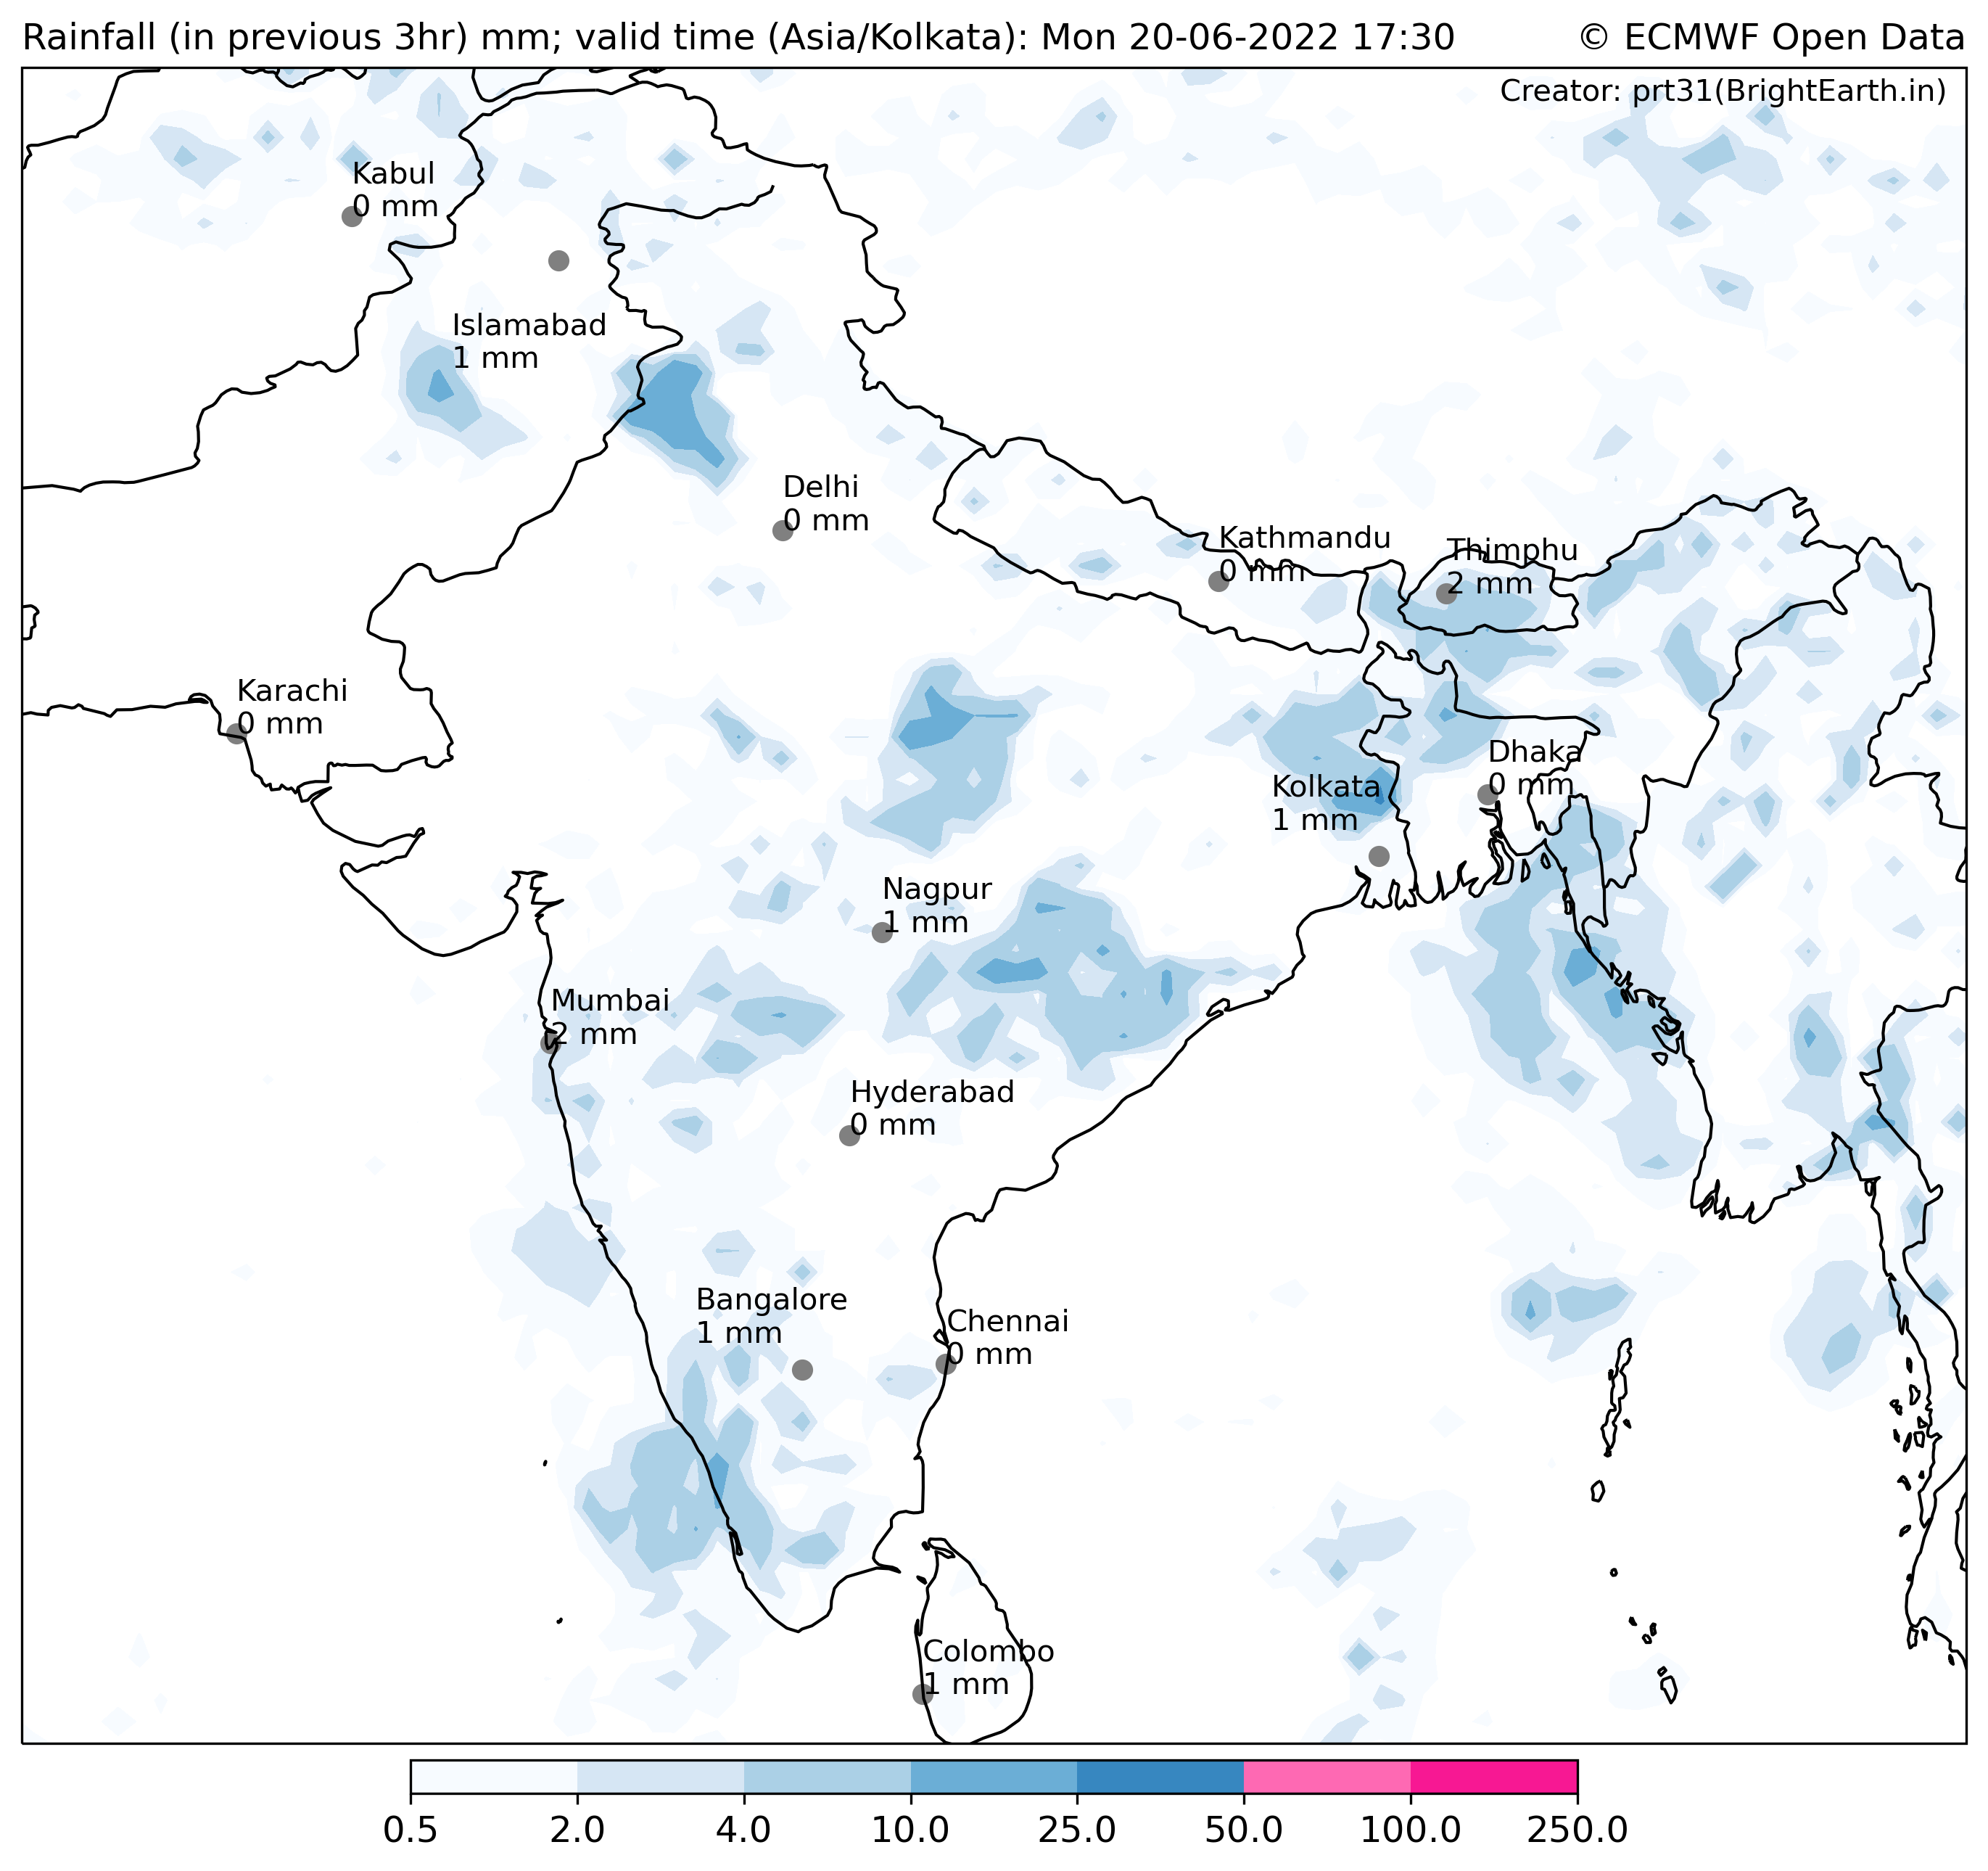 Rainfall (in previous 3hr) mm; valid time (Asia/Kolkata): Mon 20-06-2022 17:30 © ECMWF Open Data
Creator: prt31(BrightEarth.in)
Kabul
0 mm
Islamabad
1 mm
Delhi
0 mm
Kathmandu
0 mm
Thimphu
2 mm
Karachi
0 mm
Dhaka
0 mm
Kolkata
1 mm
Nagpur
1 mm
Mumbai
2 mm
Hyderabad
0 mm
Bangalore
1 mm
Chennai
0 mm
Colombo
1 mm
0.5 2.0 4.0 10.0 25.0 50.0 100.0 250.0